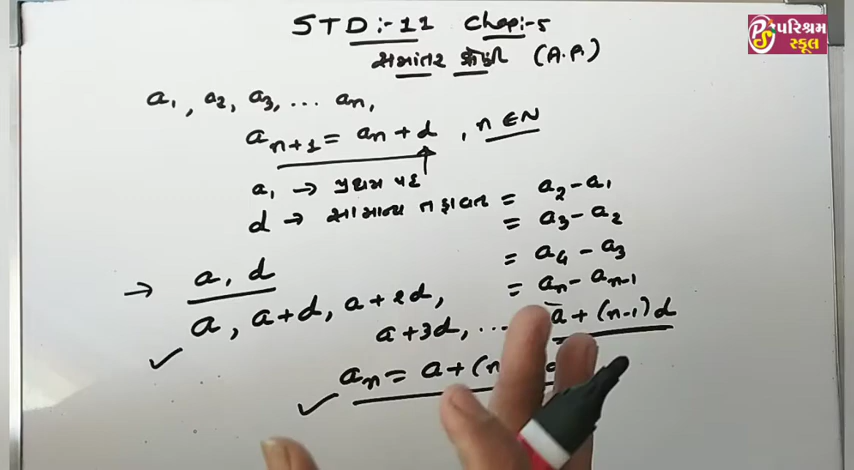 STD :- 11 Chap:-5
પરિશ્રમ
સ્કૂલ
સમાંતર શ્રેણી (A.P.)
a₁, a₂, a₃, ... aₙ,
aₙ₊₁ = aₙ + d, n ∈ N
a₁ → પ્રથમ પદ
d → સામાન્ય તફાવત = a₂ - a₁
= a₃ - a₂
= a₄ - a₃
= aₙ - aₙ₋₁
→ a, d
a, a+d, a+2d,
a+3d, ... a+(n-1)d
aₙ = a+(n